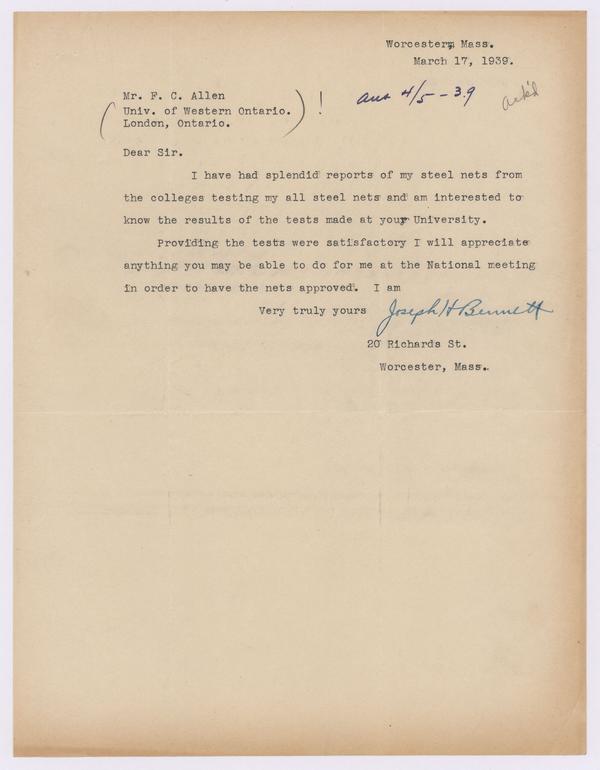 Worcester, Mass.
March 17, 1939.
Mr. F. C. Allen
Univ. of Western Ontario.
London, Ontario.
!
Ans 4/5-39
ack'd
Dear Sir.
I have had splendid reports of my steel nets from
the colleges testing my all steel nets and am interested to
know the results of the tests made at your University.
Providing the tests were satisfactory I will appreciate
anything you may be able to do for me at the National meeting
in order to have the nets approved. I am
Very truly yours Joseph H Bennett
20 Richards St.
Worcester, Mass.